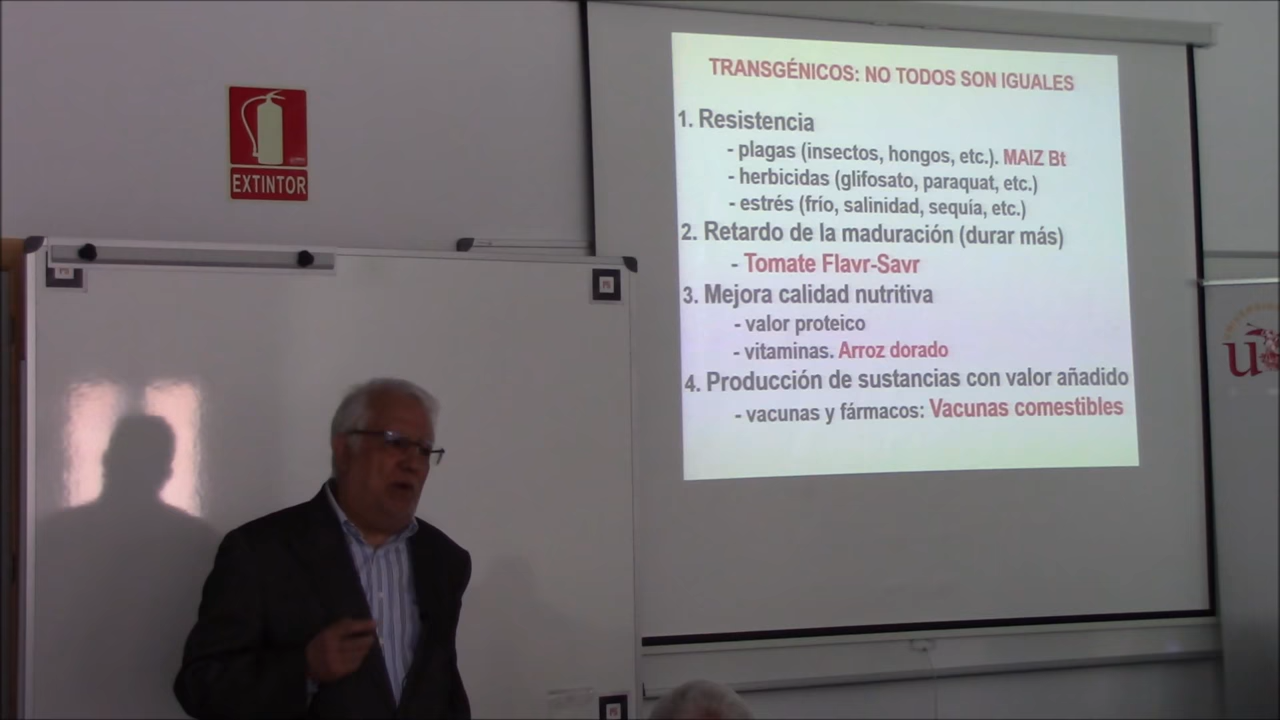 EXTINTOR
TRANSGÉNICOS: NO TODOS SON IGUALES
1. Resistencia
- plagas (insectos, hongos, etc.). MAIZ Bt
- herbicidas (glifosato, paraquat, etc.)
- estrés (frío, salinidad, sequía, etc.)
2. Retardo de la maduración (durar más)
- Tomate Flavr-Savr
3. Mejora calidad nutritiva
- valor proteico
- vitaminas. Arroz dorado
4. Producción de sustancias con valor añadido
- vacunas y fármacos: Vacunas comestibles
u